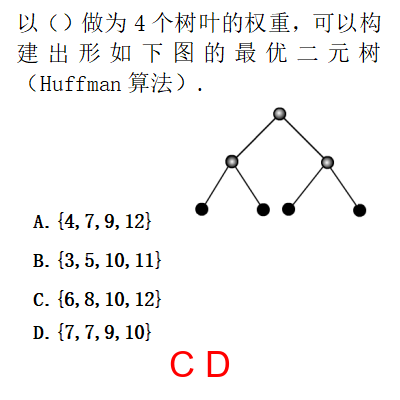 以（）做为 4 个树叶的权重，可以构
建出形如下图的最优二元树
（Huffman 算法）.
A. {4,7,9,12}
B. {3,5,10,11}
C. {6,8,10,12}
D. {7,7,9,10}
C D